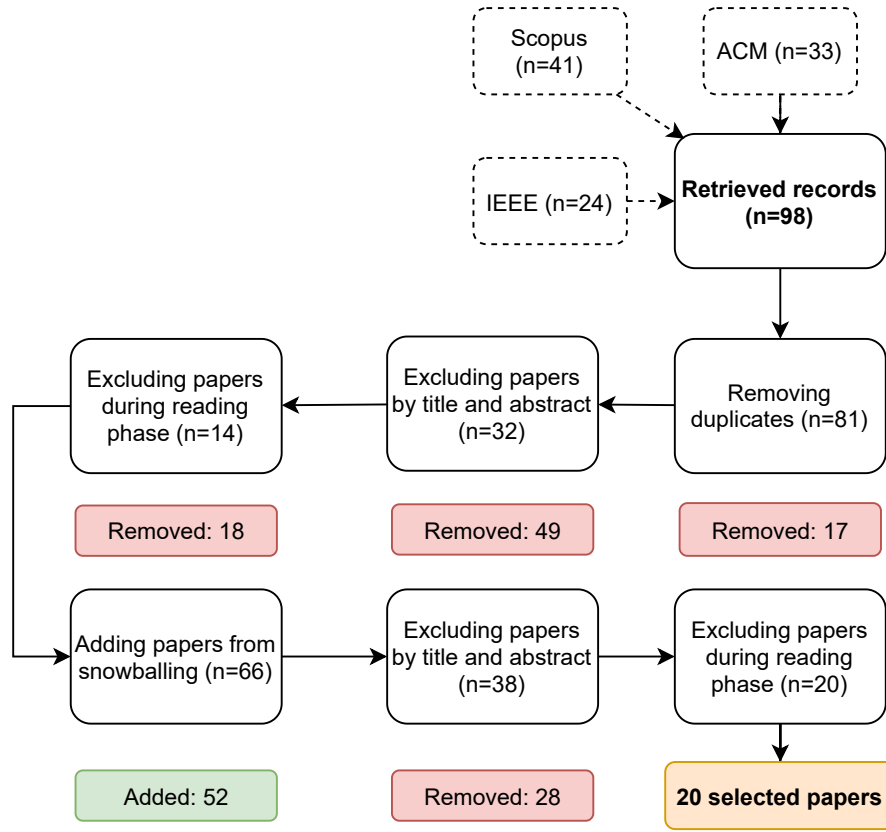 Scopus
(n=41)
ACM (n=33)
IEEE (n=24)
Retrieved records
(n=98)
Excluding papers
during reading
phase (n=14)
Excluding papers
by title and abstract
(n=32)
Removing
duplicates (n=81)
Removed: 18
Removed: 49
Removed: 17
Adding papers from
snowballing (n=66)
Excluding papers
by title and abstract
(n=38)
Excluding papers
during reading
phase (n=20)
Added: 52
Removed: 28
20 selected papers